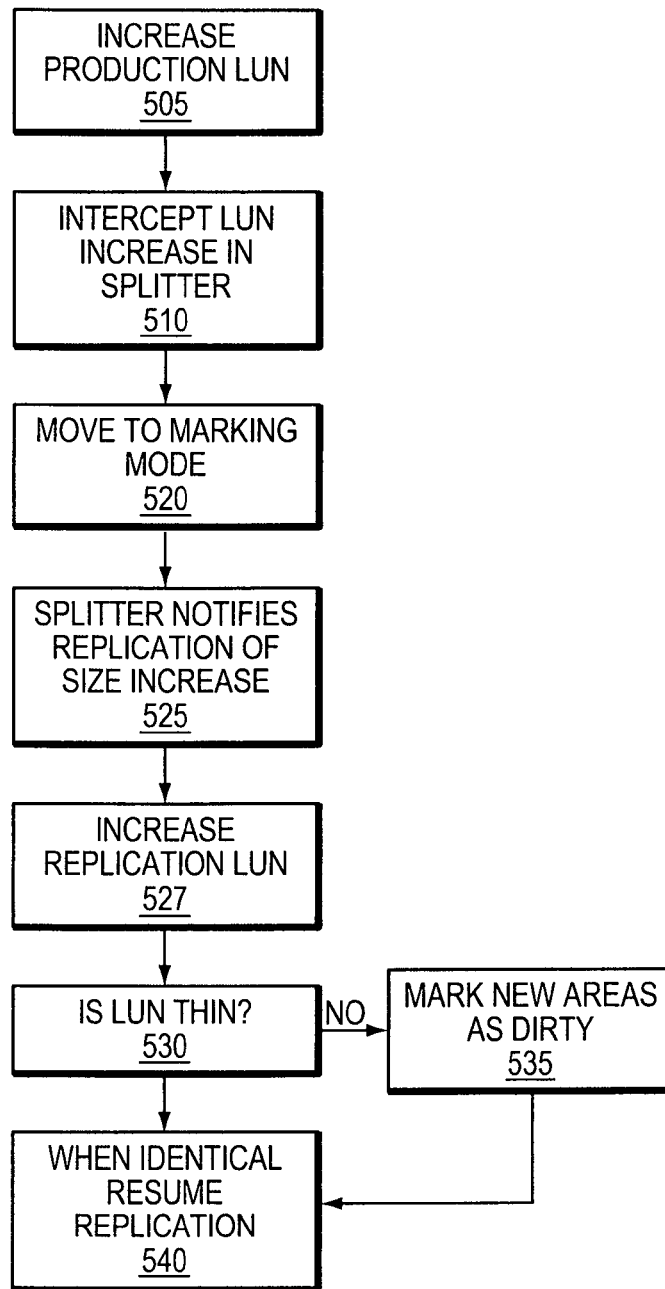 INCREASE
PRODUCTION LUN
505
INTERCEPT LUN
INCREASE IN
SPLITTER
510
MOVE TO MARKING
MODE
520
SPLITTER NOTIFIES
REPLICATION OF
SIZE INCREASE
525
INCREASE
REPLICATION LUN
527
IS LUN THIN?
530
NO
MARK NEW AREAS
AS DIRTY
535
WHEN IDENTICAL
RESUME
REPLICATION
540